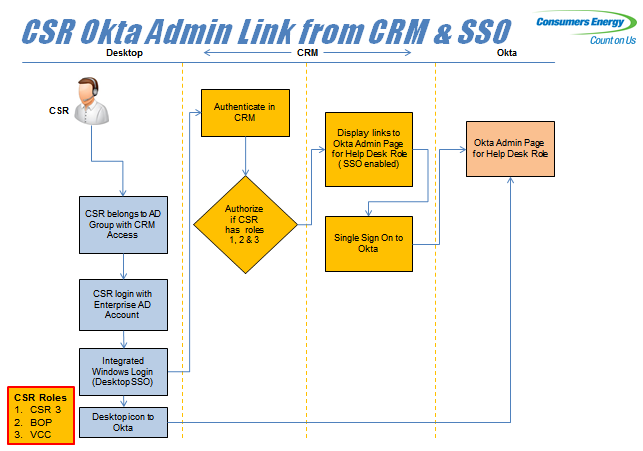 CSR Okta Admin Link from CRM & SSO
Consumers Energy
Count on Us
Desktop
CRM
Okta
CSR
Authenticate in
CRM
Display links to
Okta Admin Page
for Help Desk Role
( SSO enabled)
Okta Admin Page
for Help Desk Role
CSR belongs to AD
Group with CRM
Access
Authorize
if CSR
has roles
1, 2 & 3
Single Sign On to
Okta
CSR login with
Enterprise AD
Account
Integrated
Windows Login
(Desktop SSO)
CSR Roles
1. CSR 3
2. BOP
3. VCC
Desktop icon to
Okta